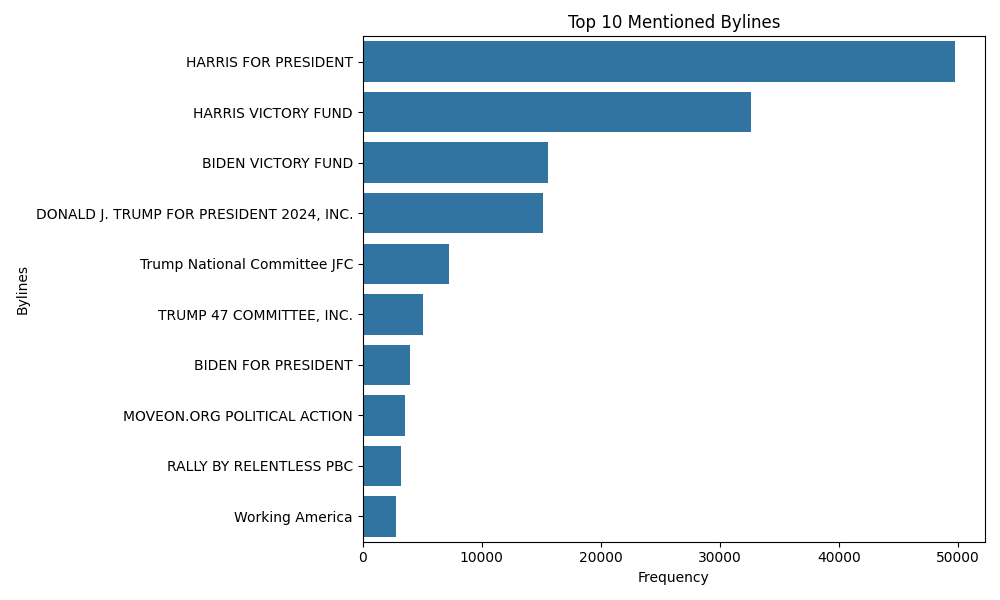 Top 10 Mentioned Bylines
HARRIS FOR PRESIDENT
HARRIS VICTORY FUND
BIDEN VICTORY FUND
DONALD J. TRUMP FOR PRESIDENT 2024, INC.
Trump National Committee JFC
TRUMP 47 COMMITTEE, INC.
BIDEN FOR PRESIDENT
MOVEON.ORG POLITICAL ACTION
RALLY BY RELENTLESS PBC
Working America
Bylines
0 10000 20000 30000 40000 50000
Frequency